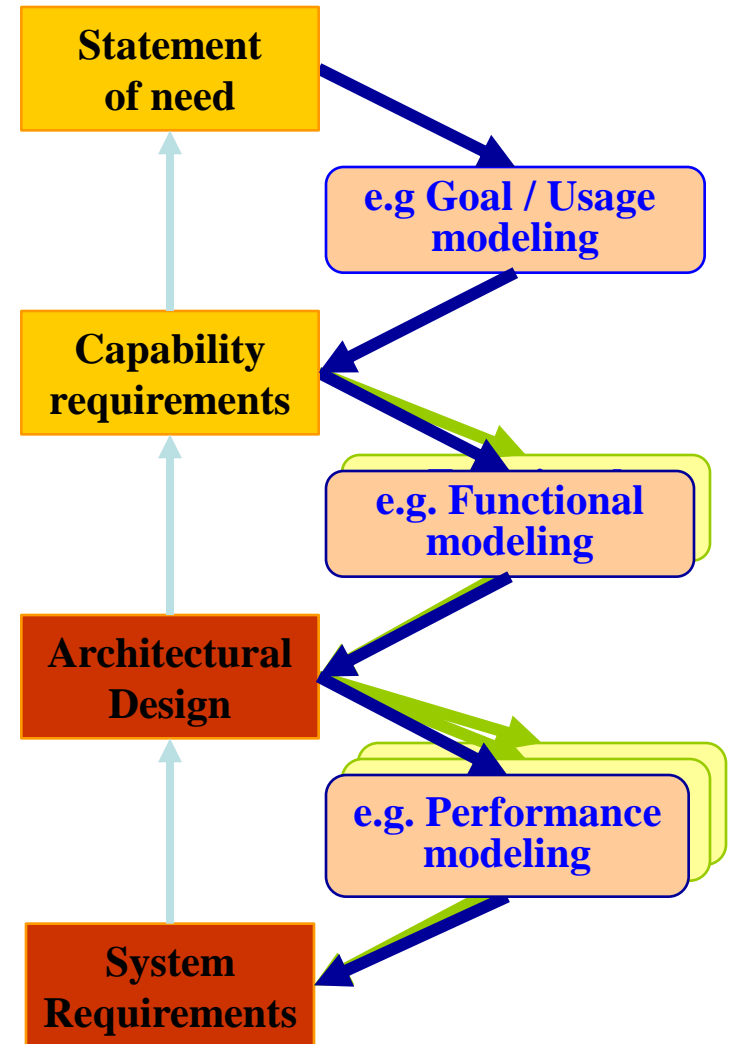 Statement
of need
e.g Goal / Usage
modeling
Capability
requirements
e.g. Functional
modeling
Architectural
Design
e.g. Performance
modeling
System
Requirements